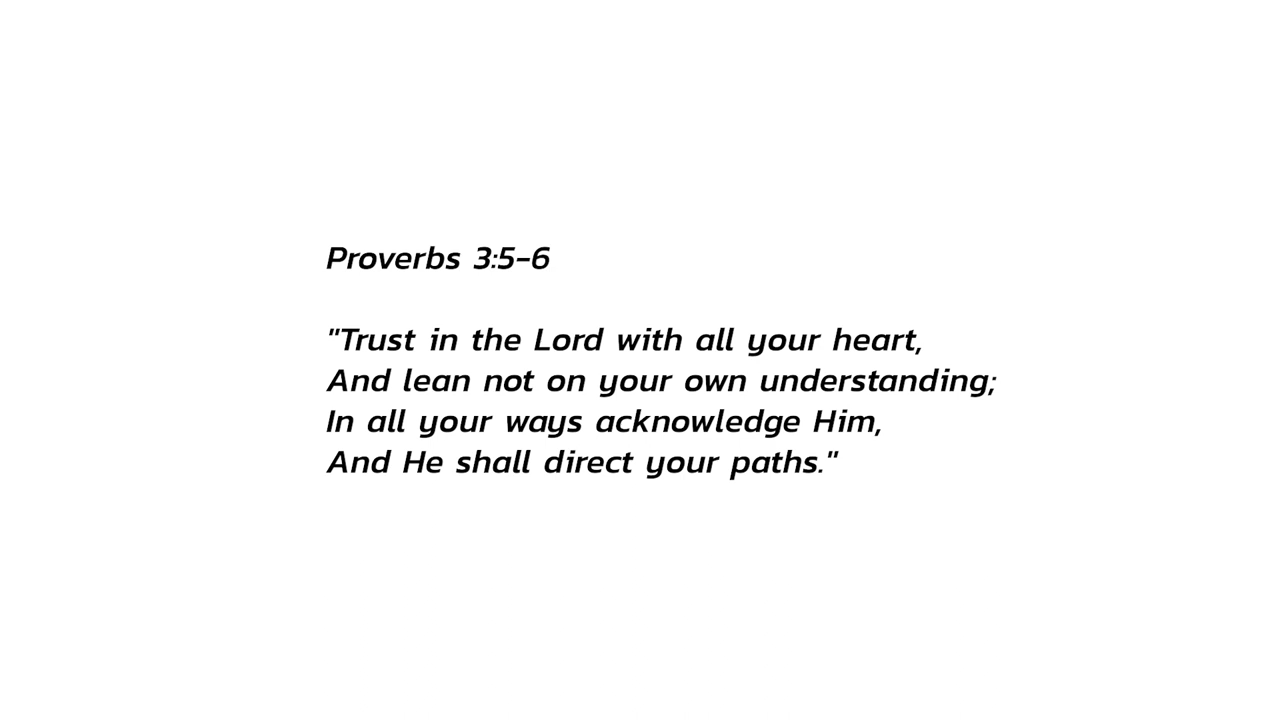 Proverbs 3:5-6
"Trust in the Lord with all your heart,
And lean not on your own understanding;
In all your ways acknowledge Him,
And He shall direct your paths."